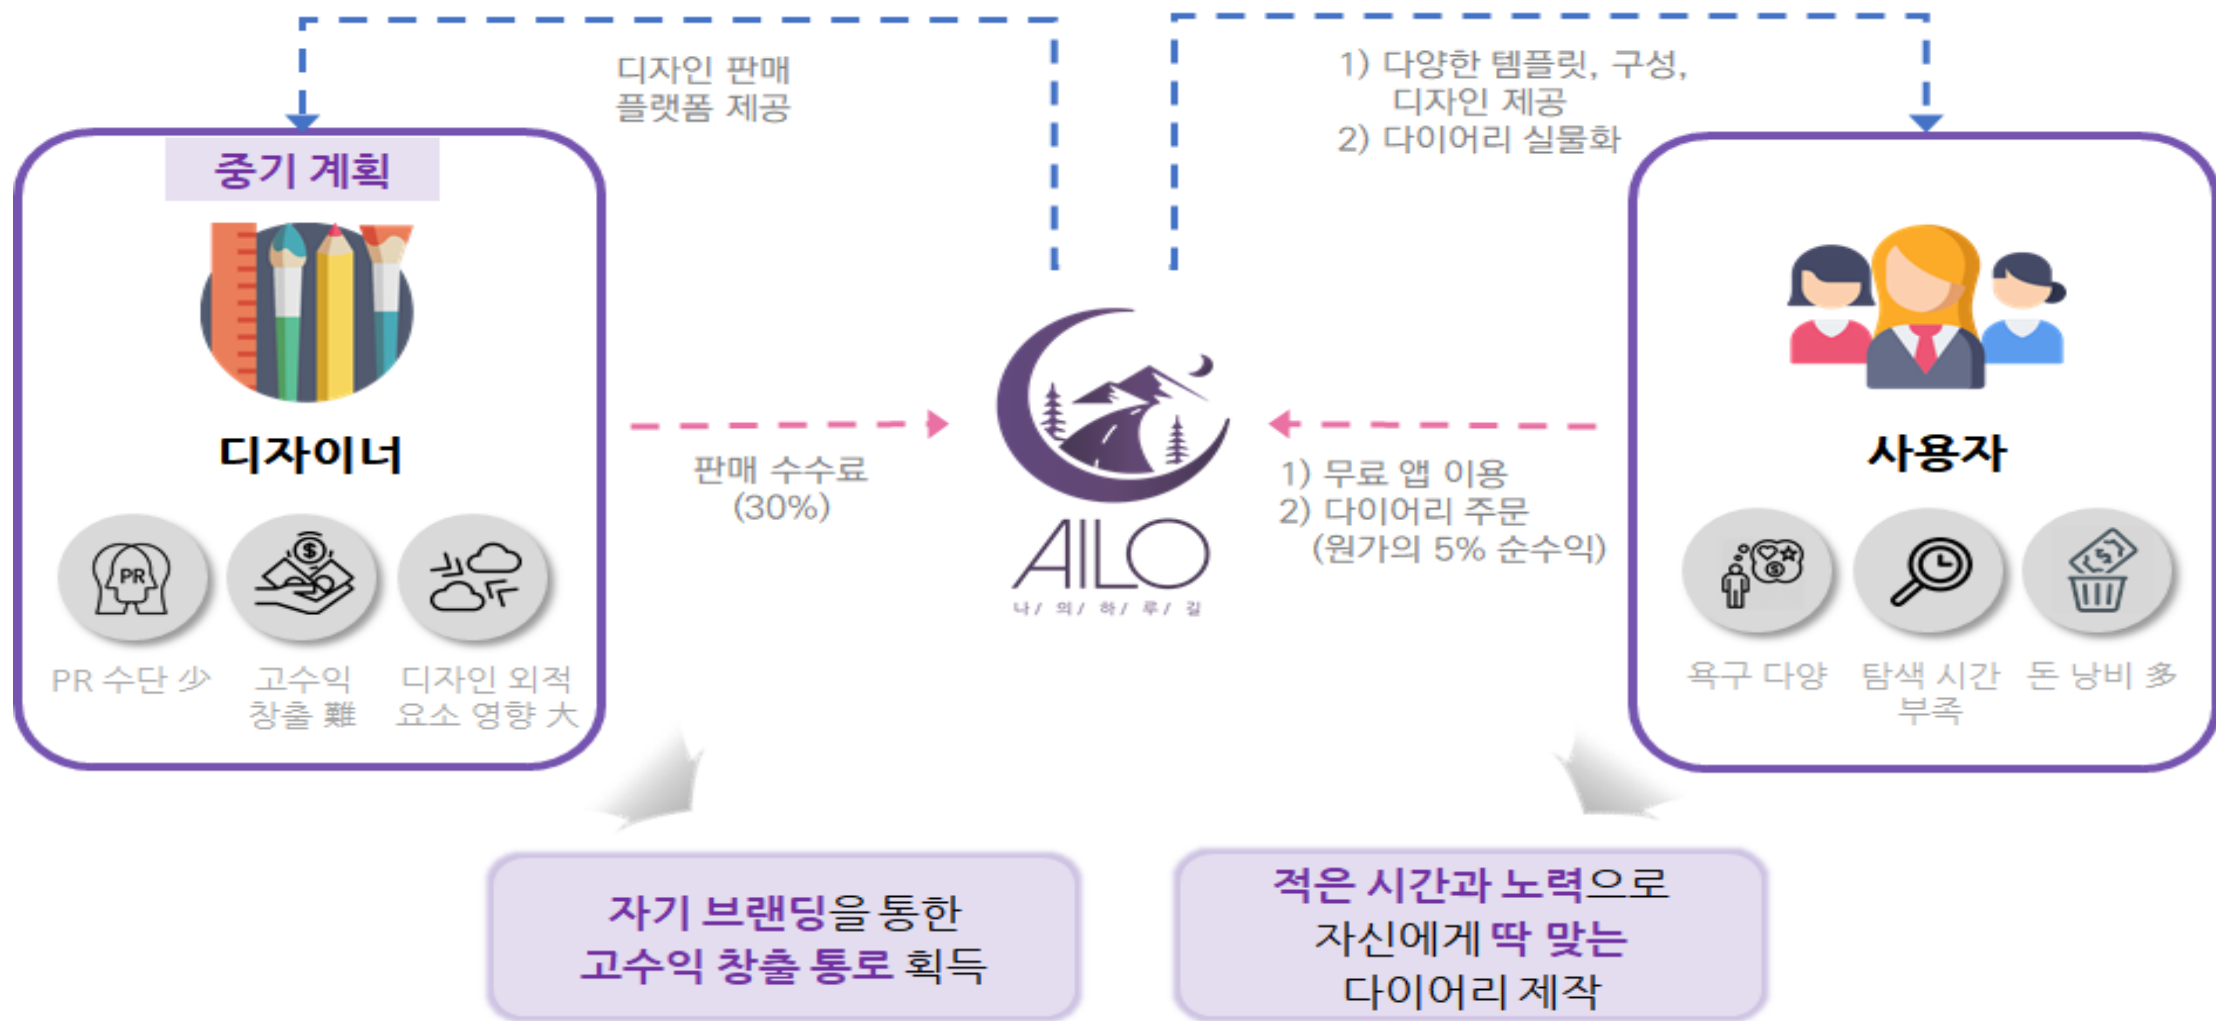 디자인 판매
플랫폼 제공
1) 다양한 템플릿, 구성,
디자인 제공
2) 다이어리 실물화
중기 계획
디자이너
PR
PR 수단 少
고수익
창출 難
디자인 외적
요소 영향 大
판매 수수료
(30%)
AILO
나/ 의/ 하/ 루/ 길
1) 무료 앱 이용
2) 다이어리 주문
(원가의 5% 순수익)
사용자
욕구 다양
탐색 시간
부족
돈 낭비 多
자기 브랜딩을 통한
고수익 창출 통로 획득
적은 시간과 노력으로
자신에게 딱 맞는
다이어리 제작